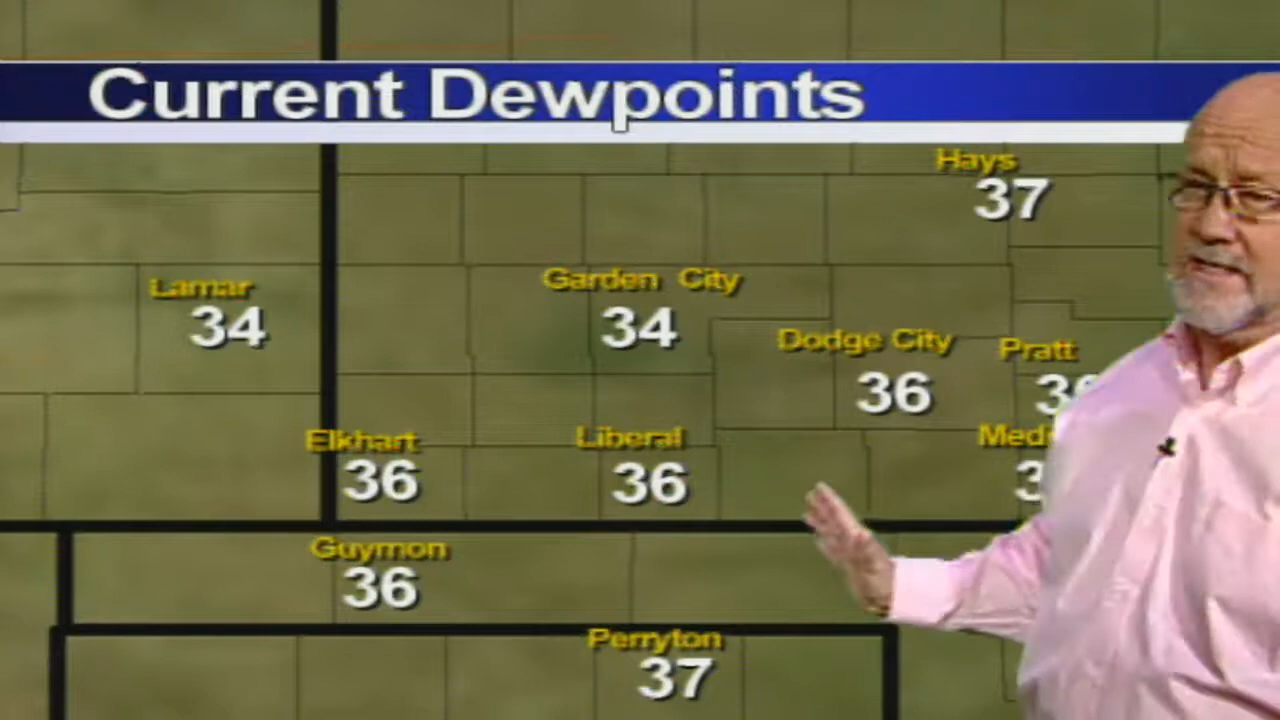 Current Dewpoints
Hays
37
Lamar
34
Garden City
34
Dodge City
36
Pratt
Elkhart
36
Liberal
36
Guymon
36
Perryton
37